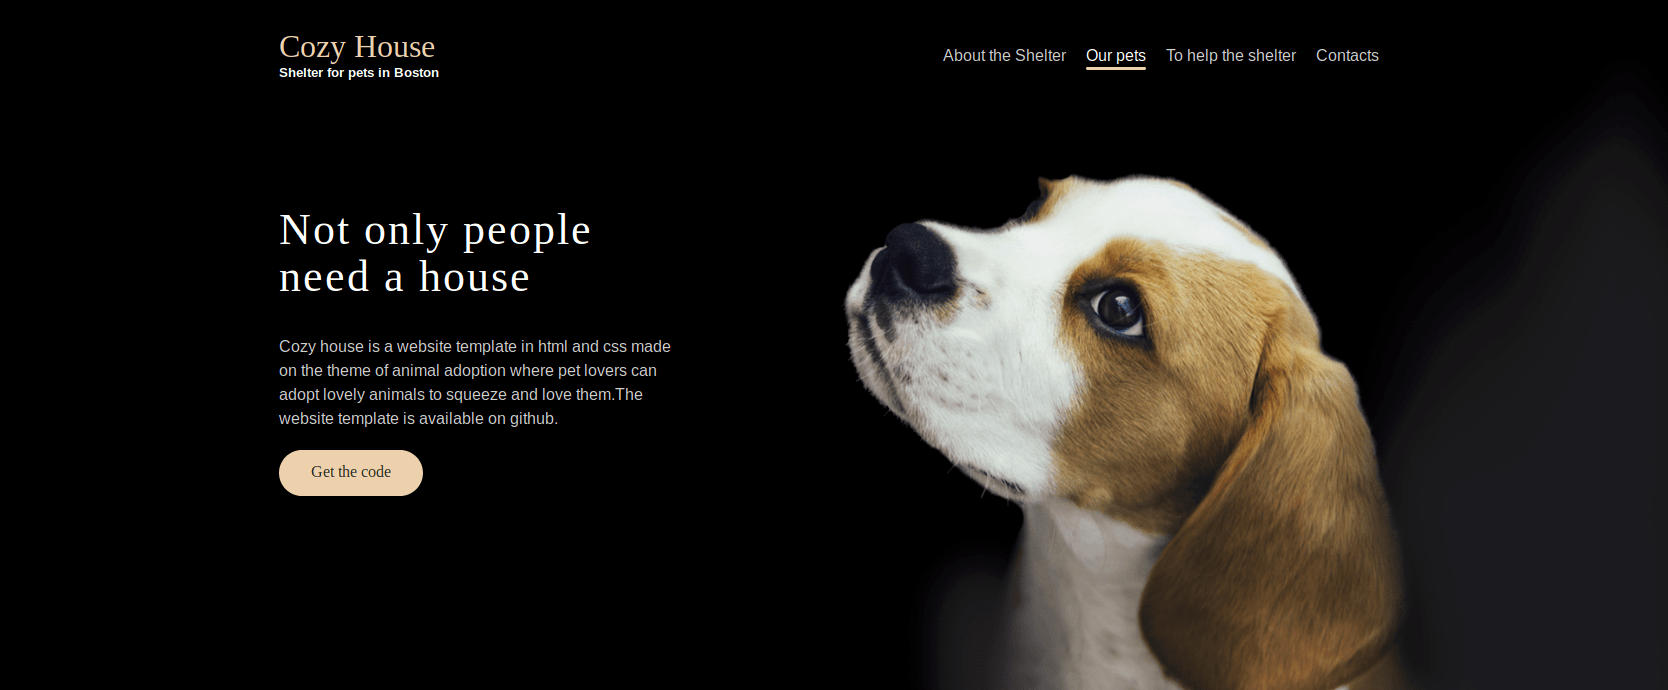 Cozy House
Shelter for pets in Boston
About the Shelter Our pets To help the shelter Contacts
Not only people
need a house
Cozy house is a website template in html and css made
on the theme of animal adoption where pet lovers can
adopt lovely animals to squeeze and love them.The
website template is available on github.
Get the code